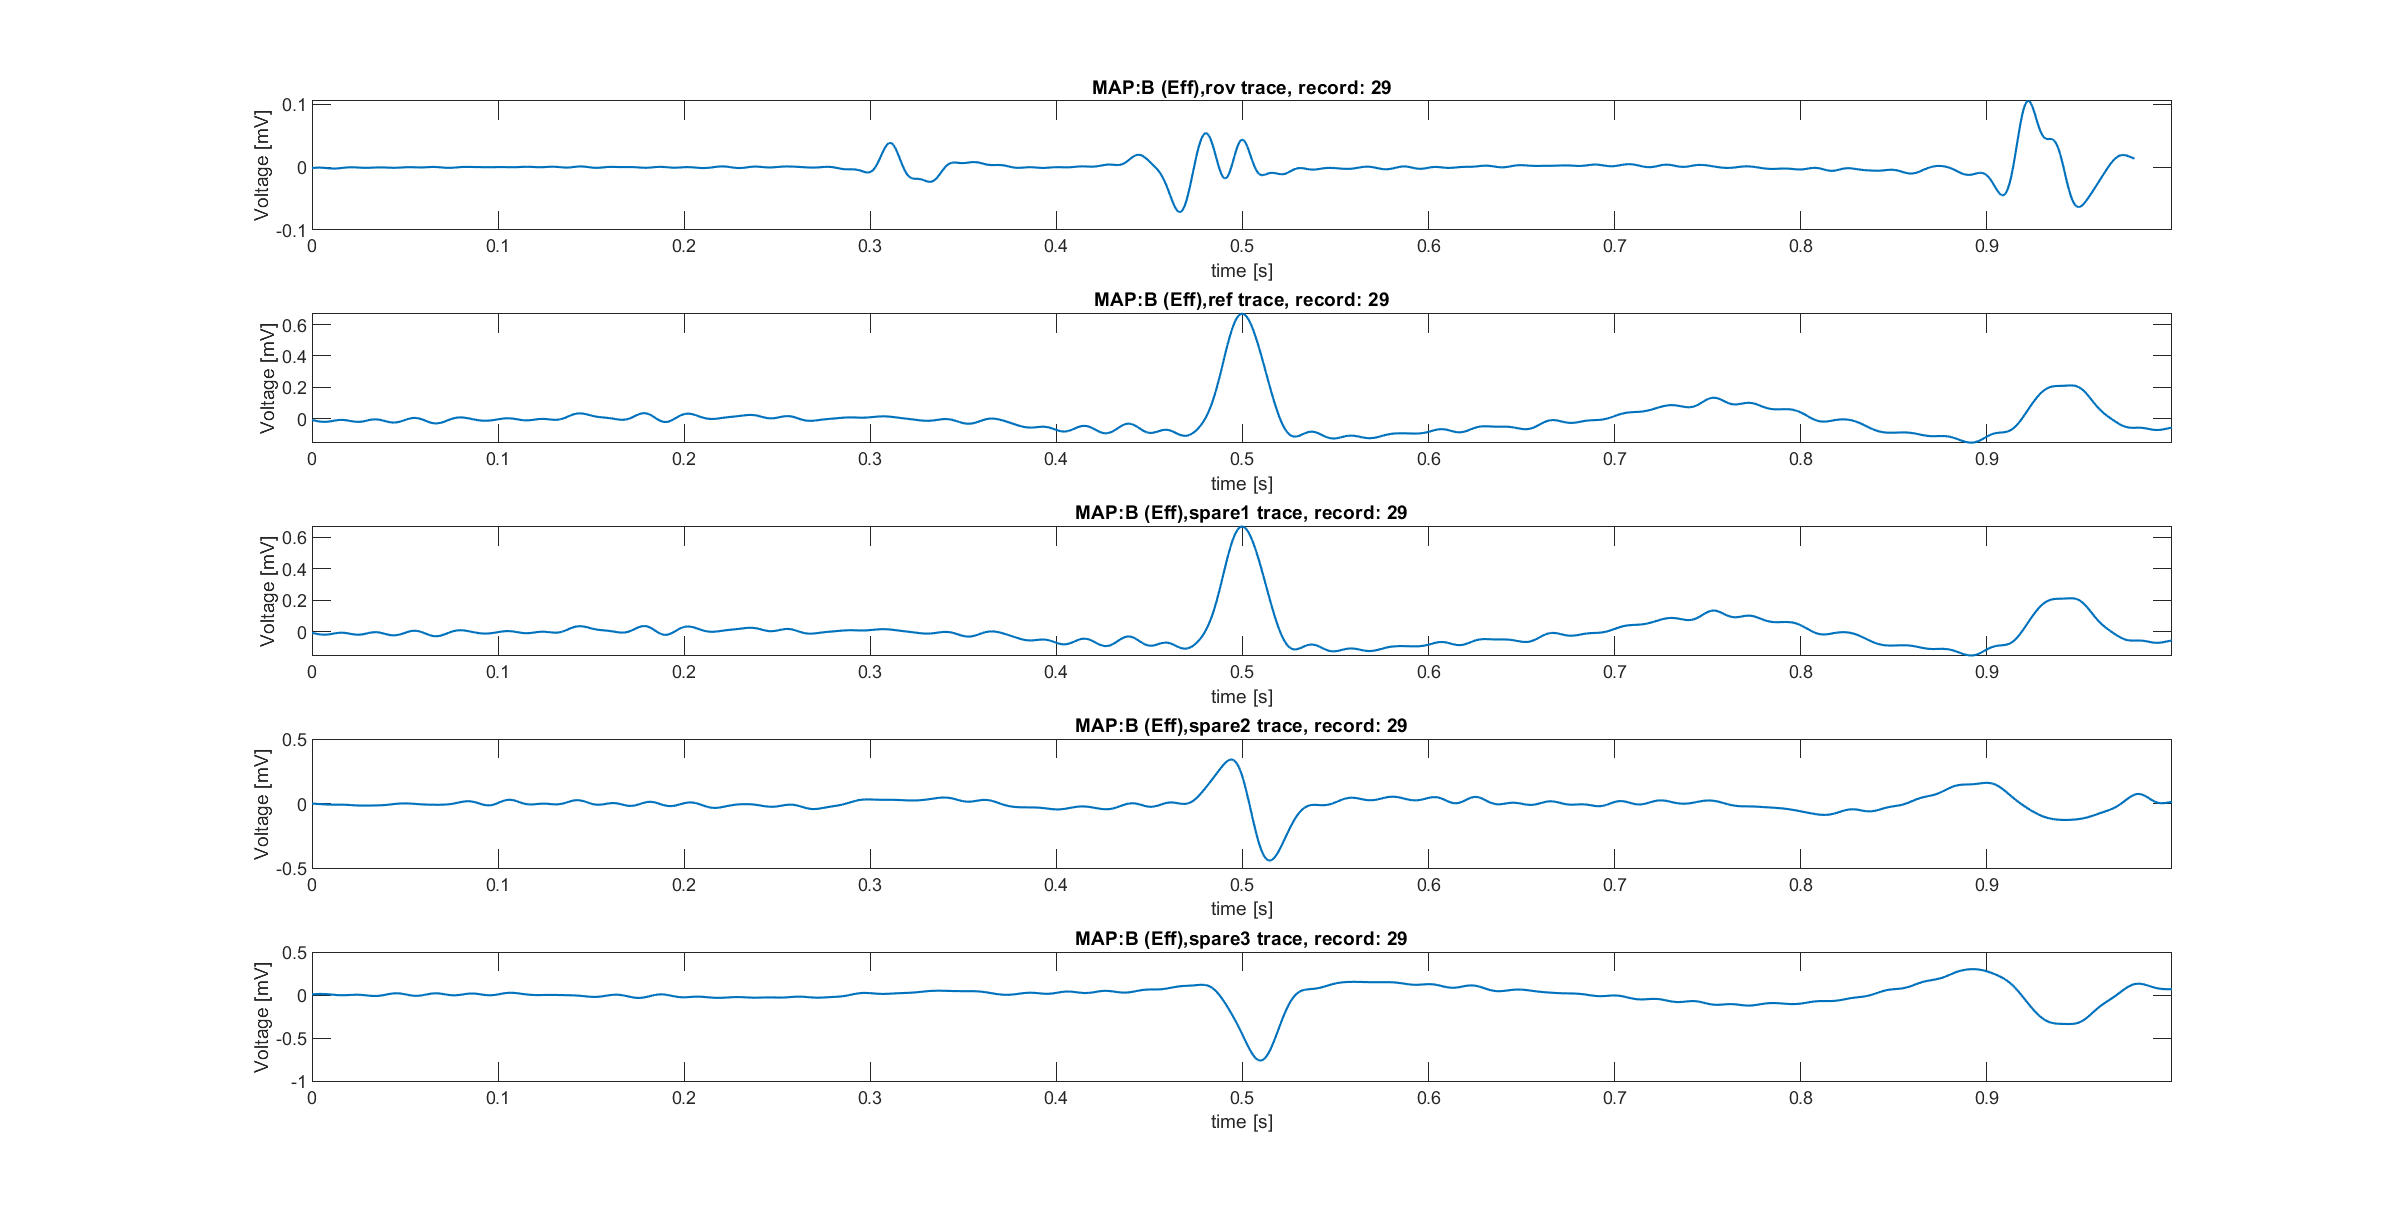 MAP:B (Eff),rov trace, record: 29
Voltage [mV]
0.1
0
-0.1
0 0.1 0.2 0.3 0.4 0.5 0.6 0.7 0.8 0.9
time [s]
MAP:B (Eff),ref trace, record: 29
Voltage [mV]
0.6
0.4
0.2
0
0 0.1 0.2 0.3 0.4 0.5 0.6 0.7 0.8 0.9
time [s]
MAP:B (Eff),spare1 trace, record: 29
Voltage [mV]
0.6
0.4
0.2
0
0 0.1 0.2 0.3 0.4 0.5 0.6 0.7 0.8 0.9
time [s]
MAP:B (Eff),spare2 trace, record: 29
Voltage [mV]
0.5
0
-0.5
0 0.1 0.2 0.3 0.4 0.5 0.6 0.7 0.8 0.9
time [s]
MAP:B (Eff),spare3 trace, record: 29
Voltage [mV]
0.5
0
-0.5
-1
0 0.1 0.2 0.3 0.4 0.5 0.6 0.7 0.8 0.9
time [s]